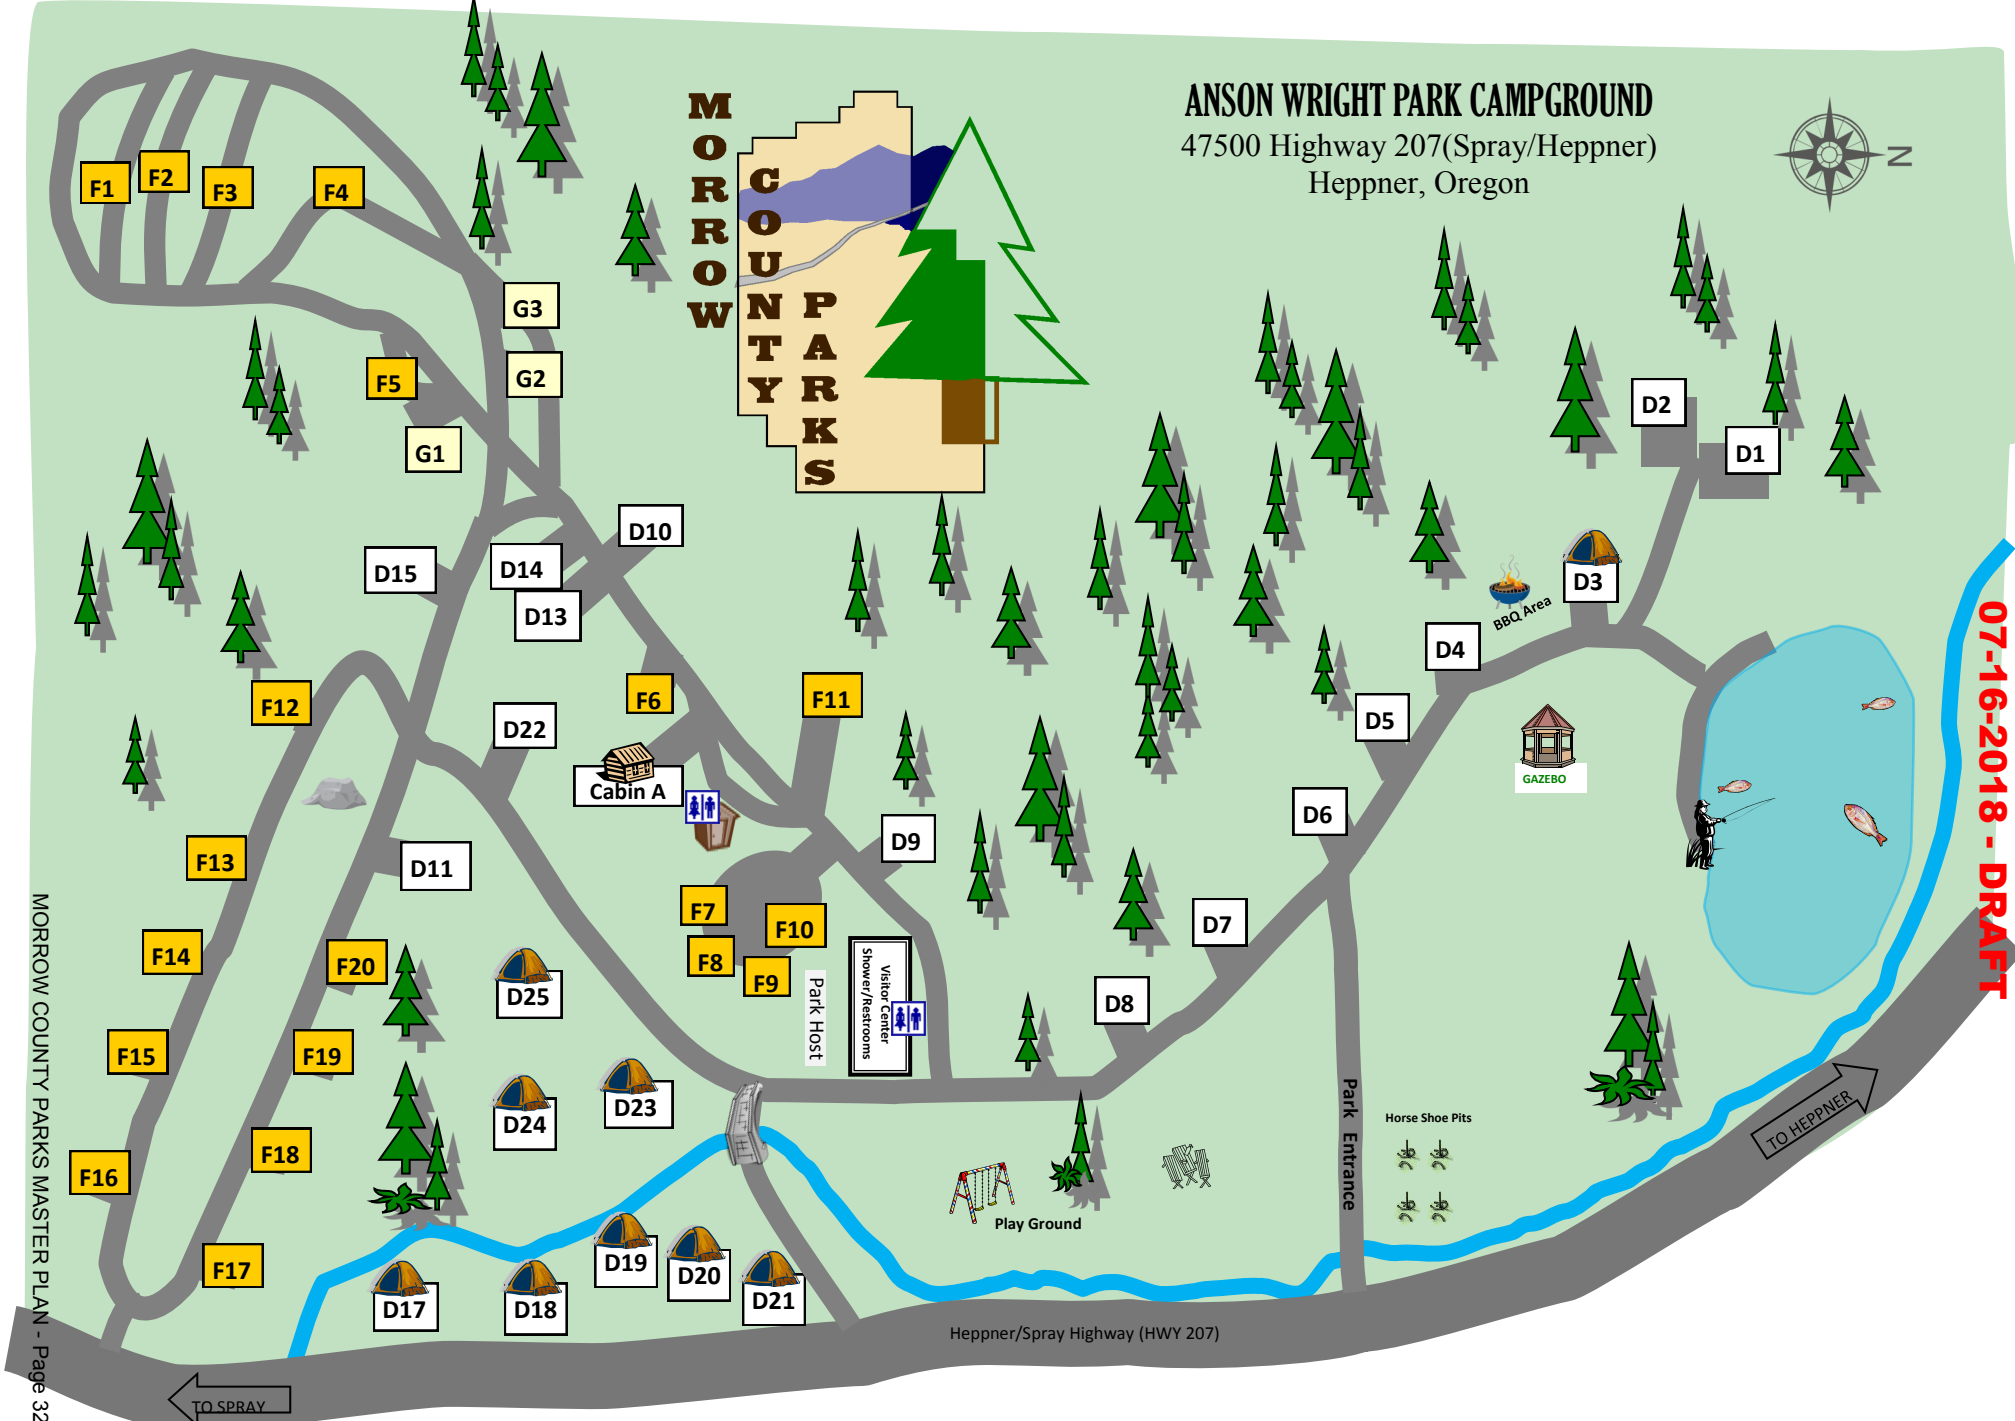 ANSON WRIGHT PARK CAMPGROUND
47500 Highway 207(Spray/Heppner)
Heppner, Oregon
N
MORROW
COUNTY
PARKS
F1
F2
F3
F4
G3
G2
F5
G1
D2
D1
D10
D15
D14
D13
D3
BBQ Area
D4
F12
F6
F11
D22
D5
GAZEBO
Cabin A
D6
F13
D11
D9
F7
F10
D7
F14
F20
F8
F9
D25
Park Host
Visitor Center
Shower/Restrooms
D8
F15
F19
D24
D23
Park Entrance
Horse Shoe Pits
F16
F18
Play Ground
F17
D17
D18
D19
D20
D21
TO HEPPNER
Heppner/Spray Highway (HWY 207)
TO SPRAY
07-16-2018 - DRAFT
MORROW COUNTY PARKS MASTER PLAN - Page 32